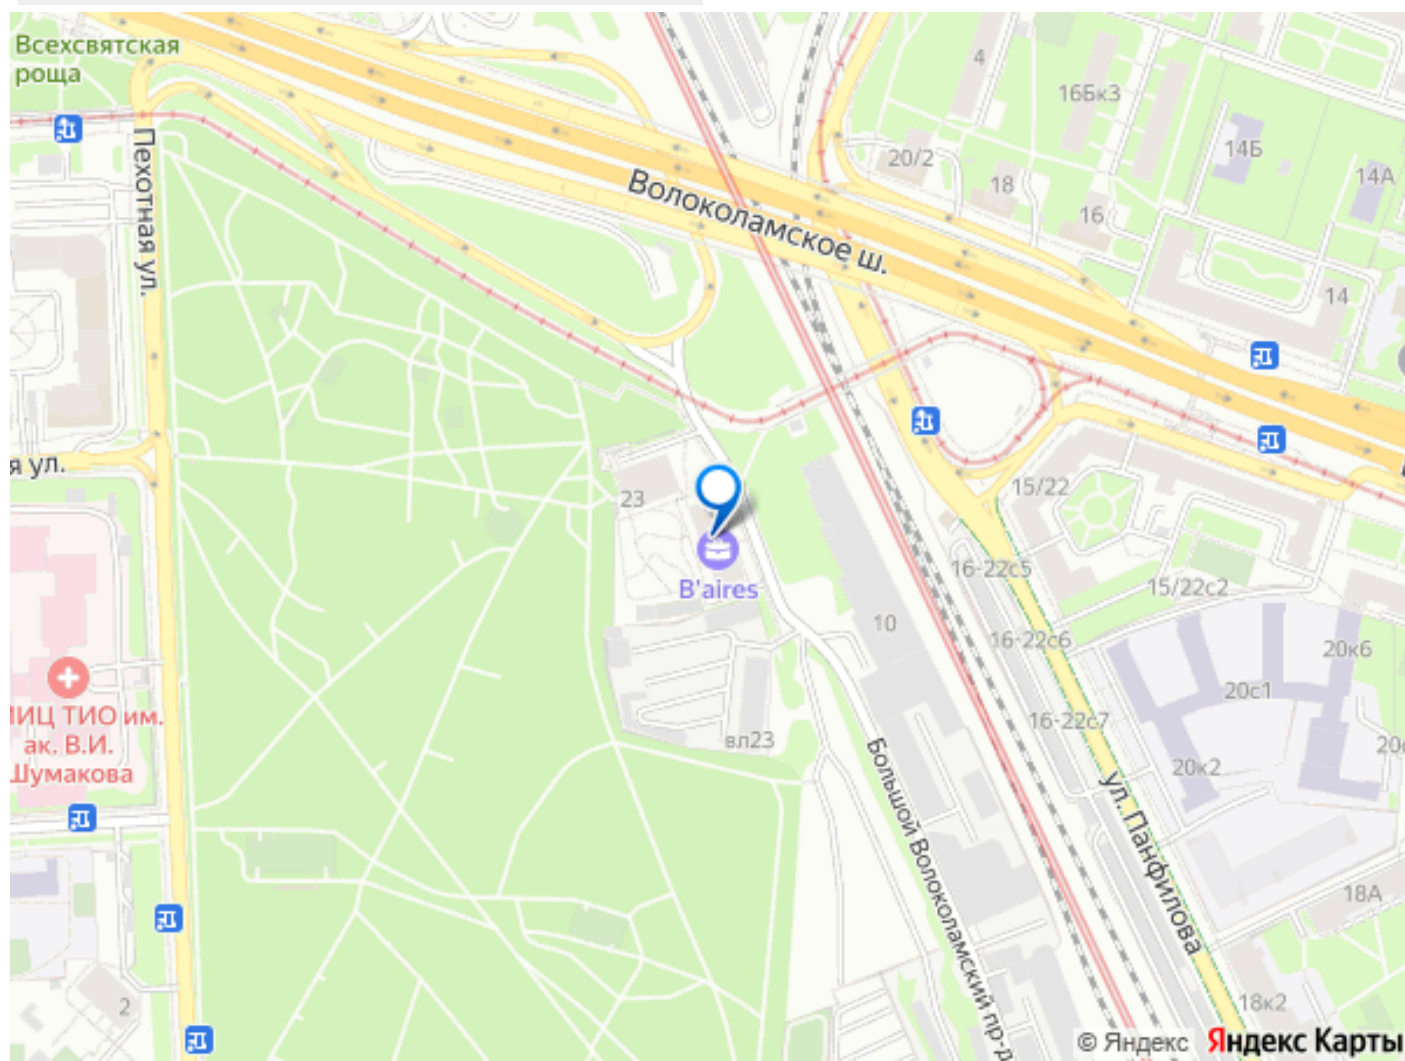 Всехсвятская
роща
Пехотная ул.
Волоколамское ш.
4
16Бк3
20/2
18
16
14Б
14А
14
я ул.
23
B'aires
15/22
16-22с5
15/22с2
10
16-22с6
20к6
20с1
ИЦ ТИО им.
ак. В.И.
Шумакова
вл23
16-22с7
20к2
Большой Волоколамский пр-д
ул. Панфилова
18А
2
18к2
© Яндекс Яндекс Карты